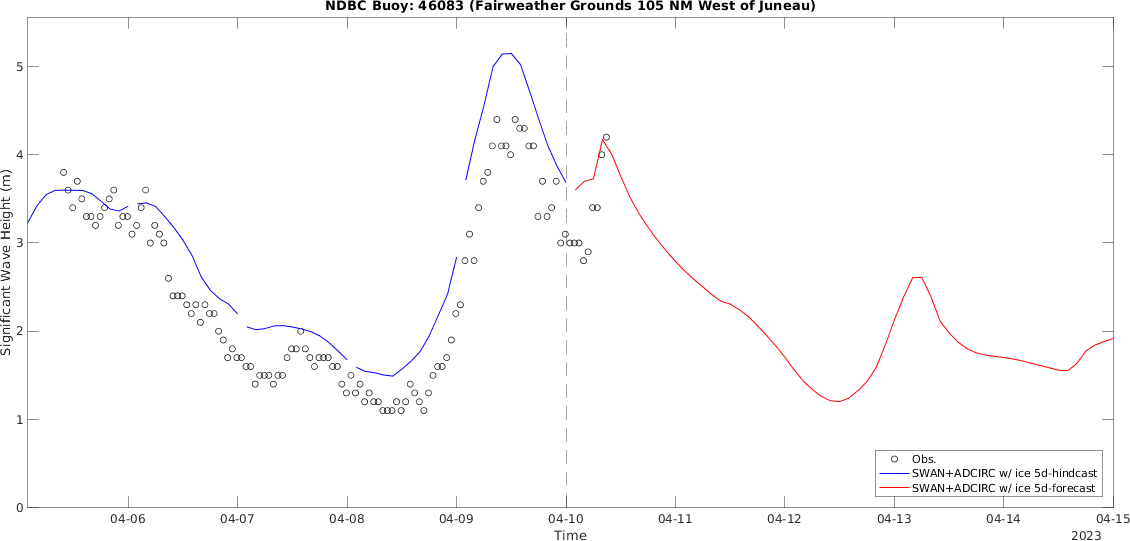 NDBC Buoy: 46083 (Fairweather Grounds 105 NM West of Juneau)
Significant Wave Height (m)
5
4
3
2
1
0
Obs.
SWAN+ADCIRC w/ ice 5d-hindcast
SWAN+ADCIRC w/ ice 5d-forecast
04-06 04-07 04-08 04-09 04-10 04-11 04-12 04-13 04-14 04-15
Time
2023